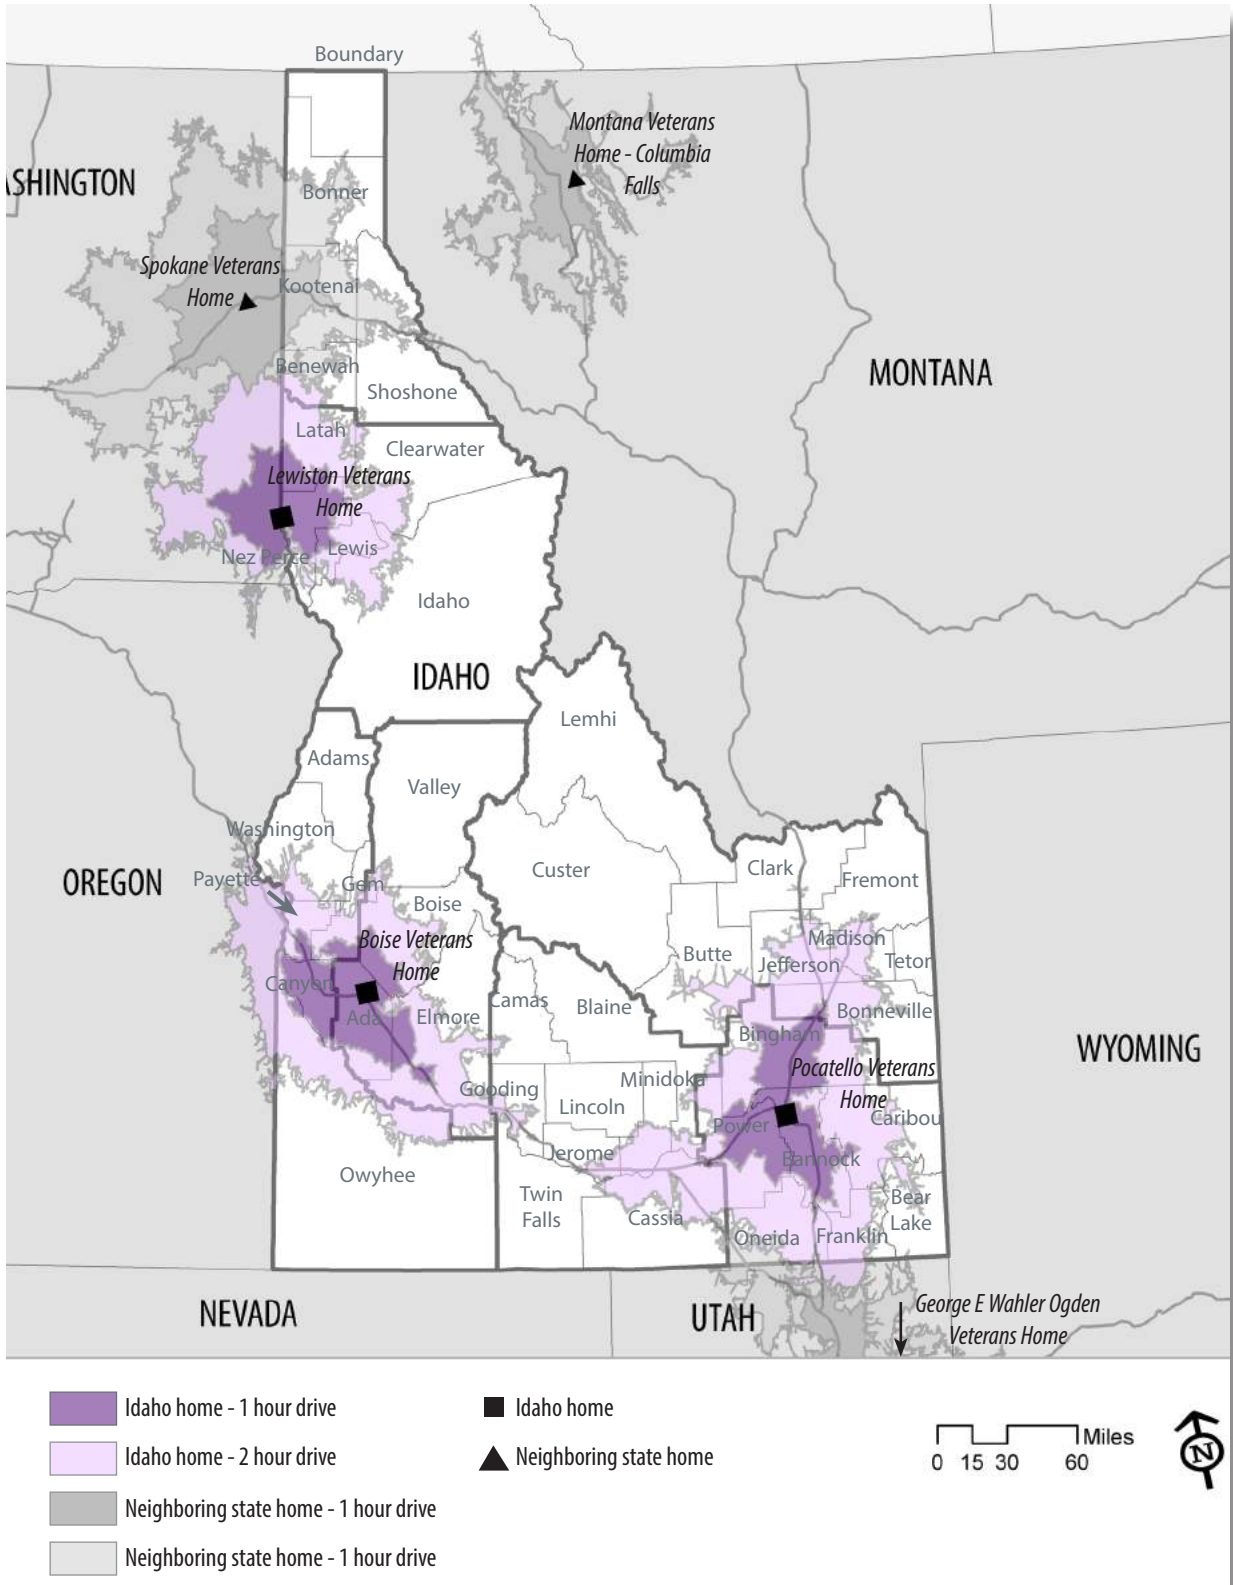 Boundary
Montana Veterans
Home - Columbia
Falls
ASHINGTON
Bonner
Spokane Veterans
Home
Kootenai
MONTANA
Benewah
Shoshone
Latah
Clearwater
Lewiston Veterans
Home
Nez Perce
Lewis
Idaho
IDAHO
Lemhi
Adams
Valley
Washington
OREGON
Payette
Gem
Custer
Clark
Fremont
Boise
Boise Veterans
Home
Madison
Butte
Jefferson
Teton
Canyon
Camas
Blaine
Ada
Elmore
Bonneville
Bingham
WYOMING
Pocatello Veterans
Home
Gooding
Minidoka
Lincoln
Power
Caribou
Jerome
Bannock
Owyhee
Twin
Falls
Cassia
Bear
Lake
Oneida
Franklin
NEVADA
UTAH
George E Wahler Ogden
Veterans Home
Idaho home - 1 hour drive
Idaho home - 2 hour drive
Neighboring state home - 1 hour drive
Neighboring state home - 1 hour drive
Idaho home
Neighboring state home
Miles
0 15 30 60
N